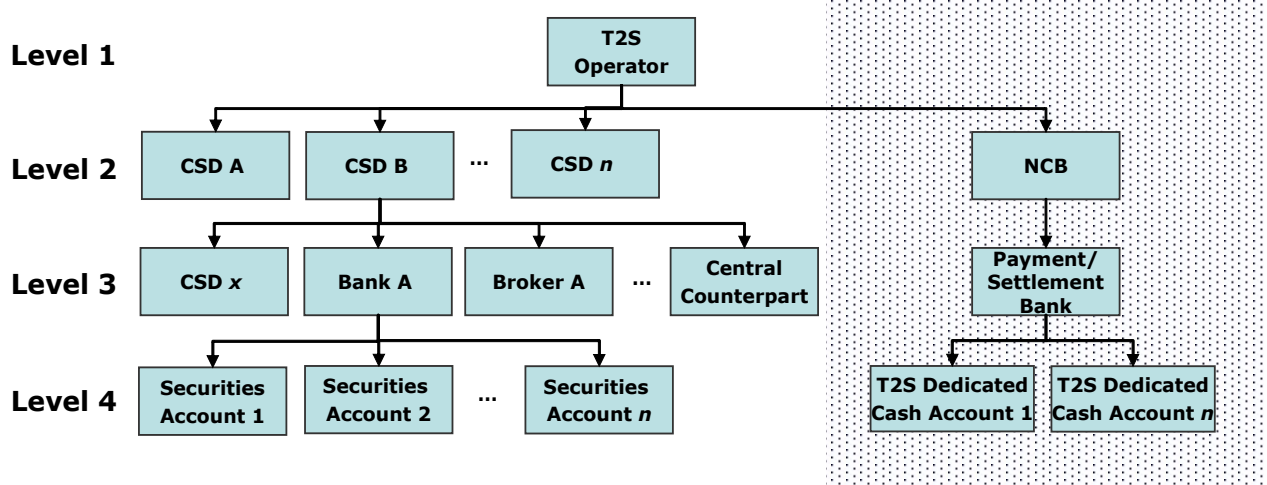 Level 1
T2S
Operator
Level 2
CSD A
CSD B
...
CSD n
NCB
Level 3
CSD x
Bank A
Broker A
...
Central
Counterpart
Payment/
Settlement
Bank
Level 4
Securities
Account 1
Securities
Account 2
...
Securities
Account n
T2S Dedicated
Cash Account 1
T2S Dedicated
Cash Account n